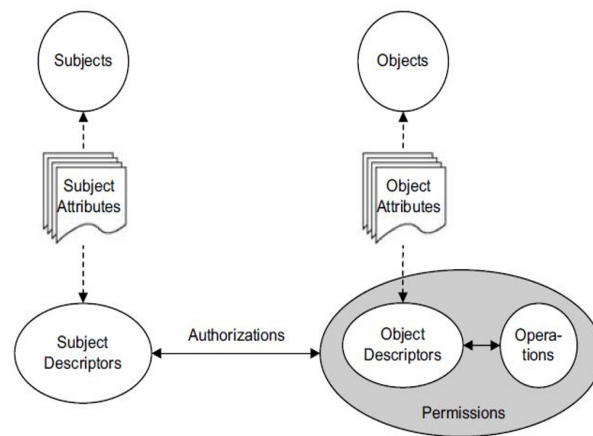 Subjects
Objects
Subject
Attributes
Object
Attributes
Subject
Descriptors
Authorizations
Object
Descriptors
Opera-
tions
Permissions